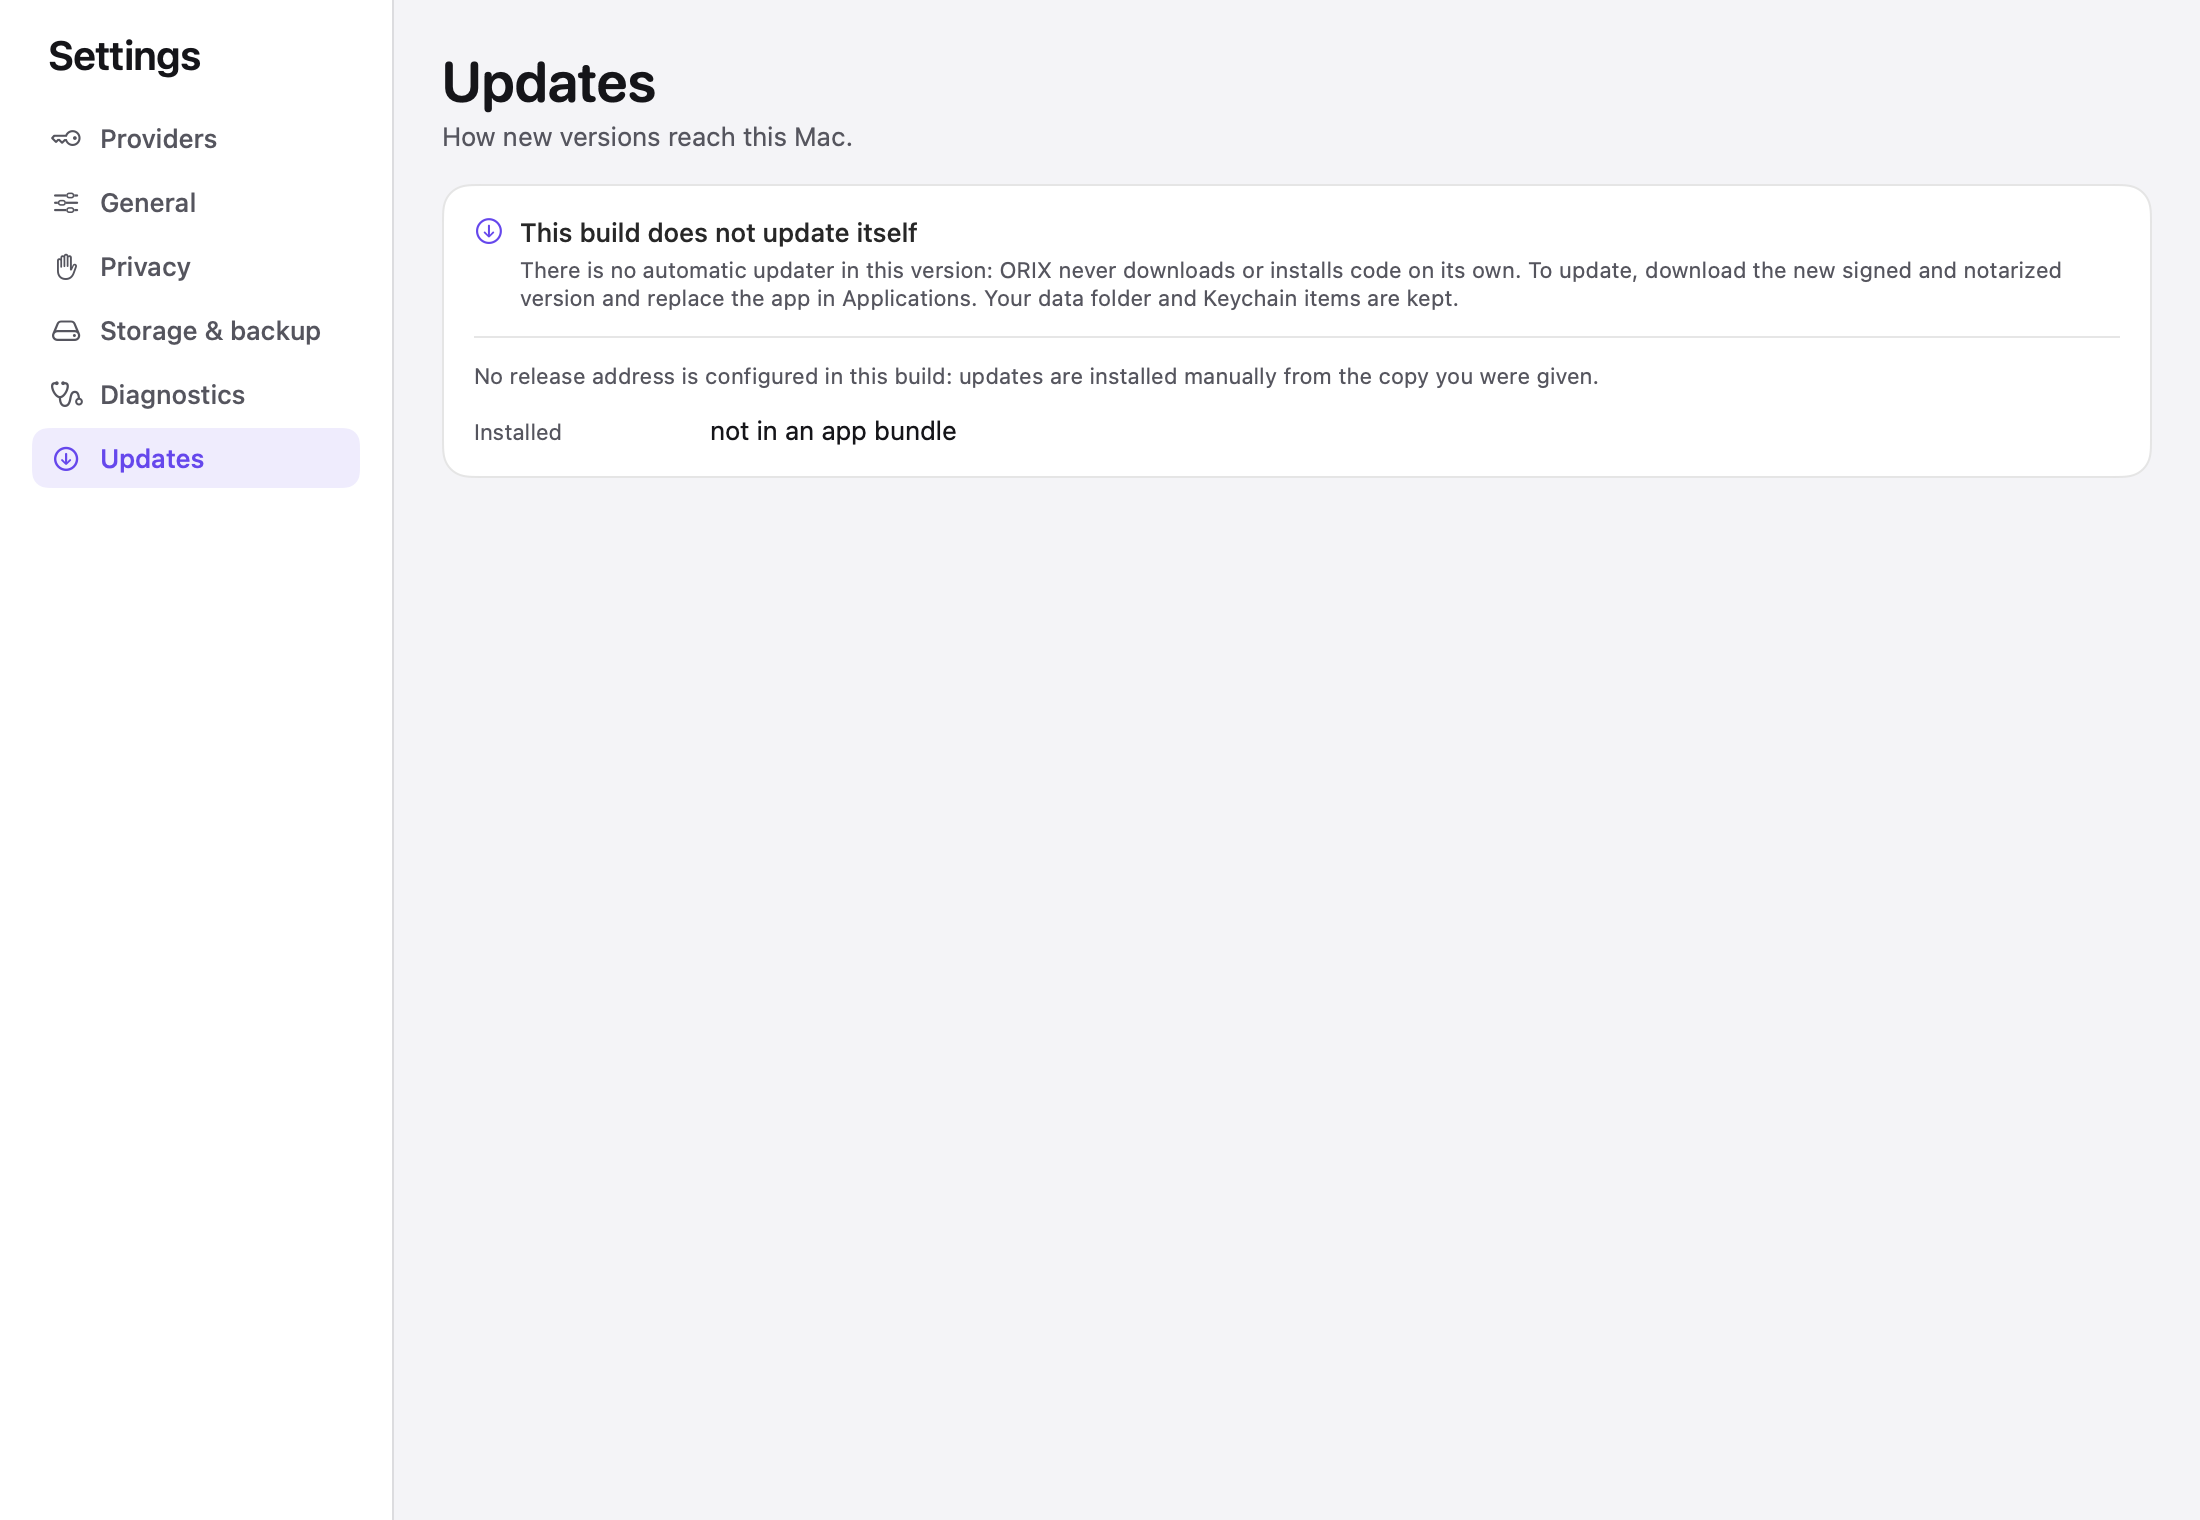 Settings
Providers
General
Privacy
Storage & backup
Diagnostics
Updates
Updates
How new versions reach this Mac.
This build does not update itself
There is no automatic updater in this version: ORIX never downloads or installs code on its own. To update, download the new signed and notarized
version and replace the app in Applications. Your data folder and Keychain items are kept.
No release address is configured in this build: updates are installed manually from the copy you were given.
Installed not in an app bundle